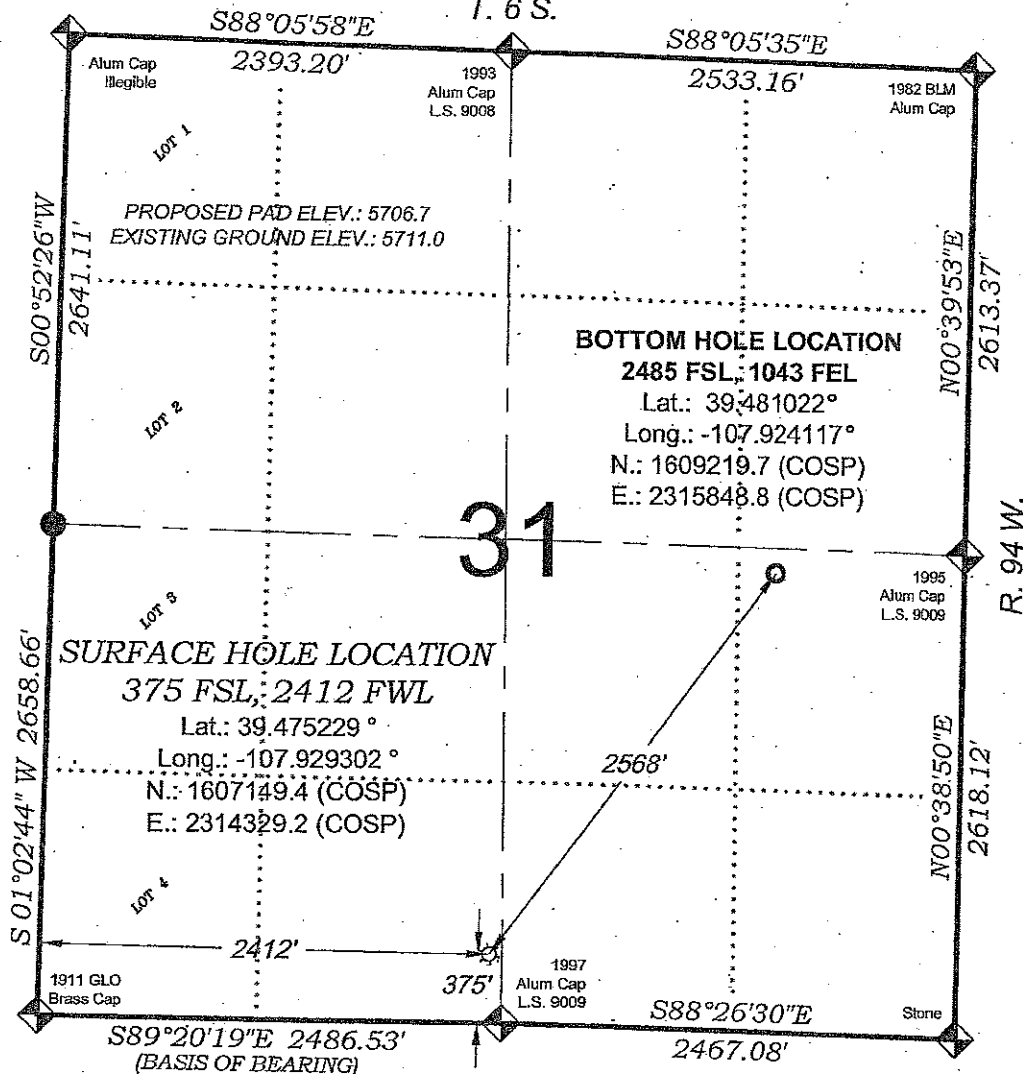 T. 6 S.
S88°05'58"E
2393.20'
S88°05'35"E
2533.16'
Alum Cap
Illegible
1993
Alum Cap
L.S. 9008
1982 BLM
Alum Cap
LOT 1
PROPOSED PAD ELEV.: 5706.7
EXISTING GROUND ELEV.: 5711.0
S00°52'26"W
2641.11'
N00°39'53"E
2613.37'
BOTTOM HOLE LOCATION
2485 FSL, 1043 FEL
Lat.: 39.481022°
Long.: -107.924117°
N.: 1609219.7 (COSP)
E.: 2315848.8 (COSP)
LOT 2
31
R. 94 W.
1995
Alum Cap
L.S. 9009
LOT 3
SURFACE HOLE LOCATION
375 FSL, 2412 FWL
Lat.: 39.475229 °
Long.: -107.929302 °
N.: 1607149.4 (COSP)
E.: 2314329.2 (COSP)
2568'
S 01°02'44" W 2658.66'
N00°38'50"E
2618.12'
LOT 4
2412'
375'
1911 GLO
Brass Cap
1997
Alum Cap
L.S. 9009
Stone
S89°20'19"E 2486.53'
(BASIS OF BEARING)
S88°26'30"E
2467.08'